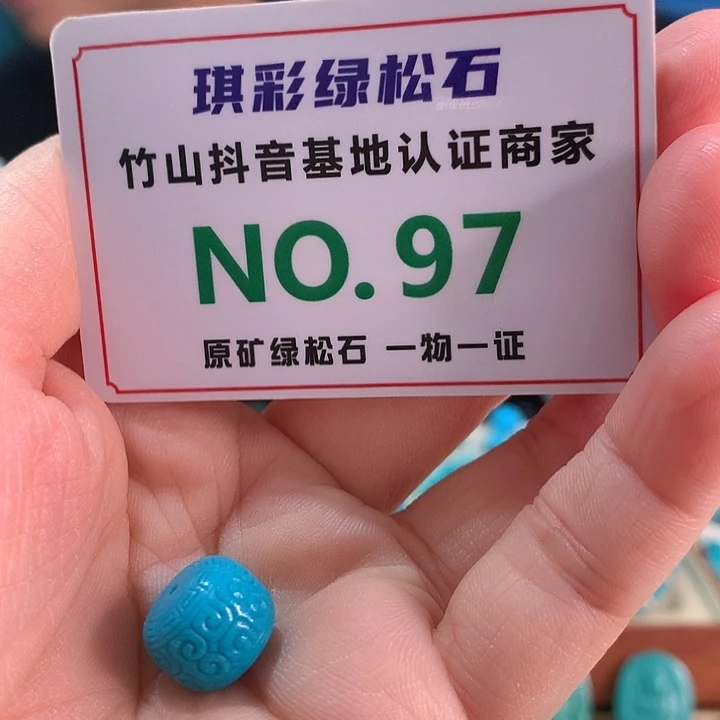 琪彩绿松石
竹山抖音基地认证商家
NO.97
原矿绿松石 一物一证